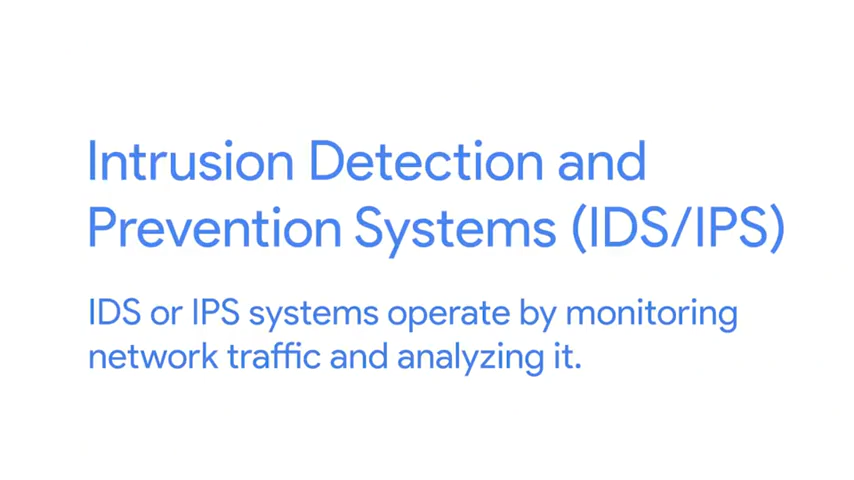 Intrusion Detection and
Prevention Systems (IDS/IPS)
IDS or IPS systems operate by monitoring
network traffic and analyzing it.